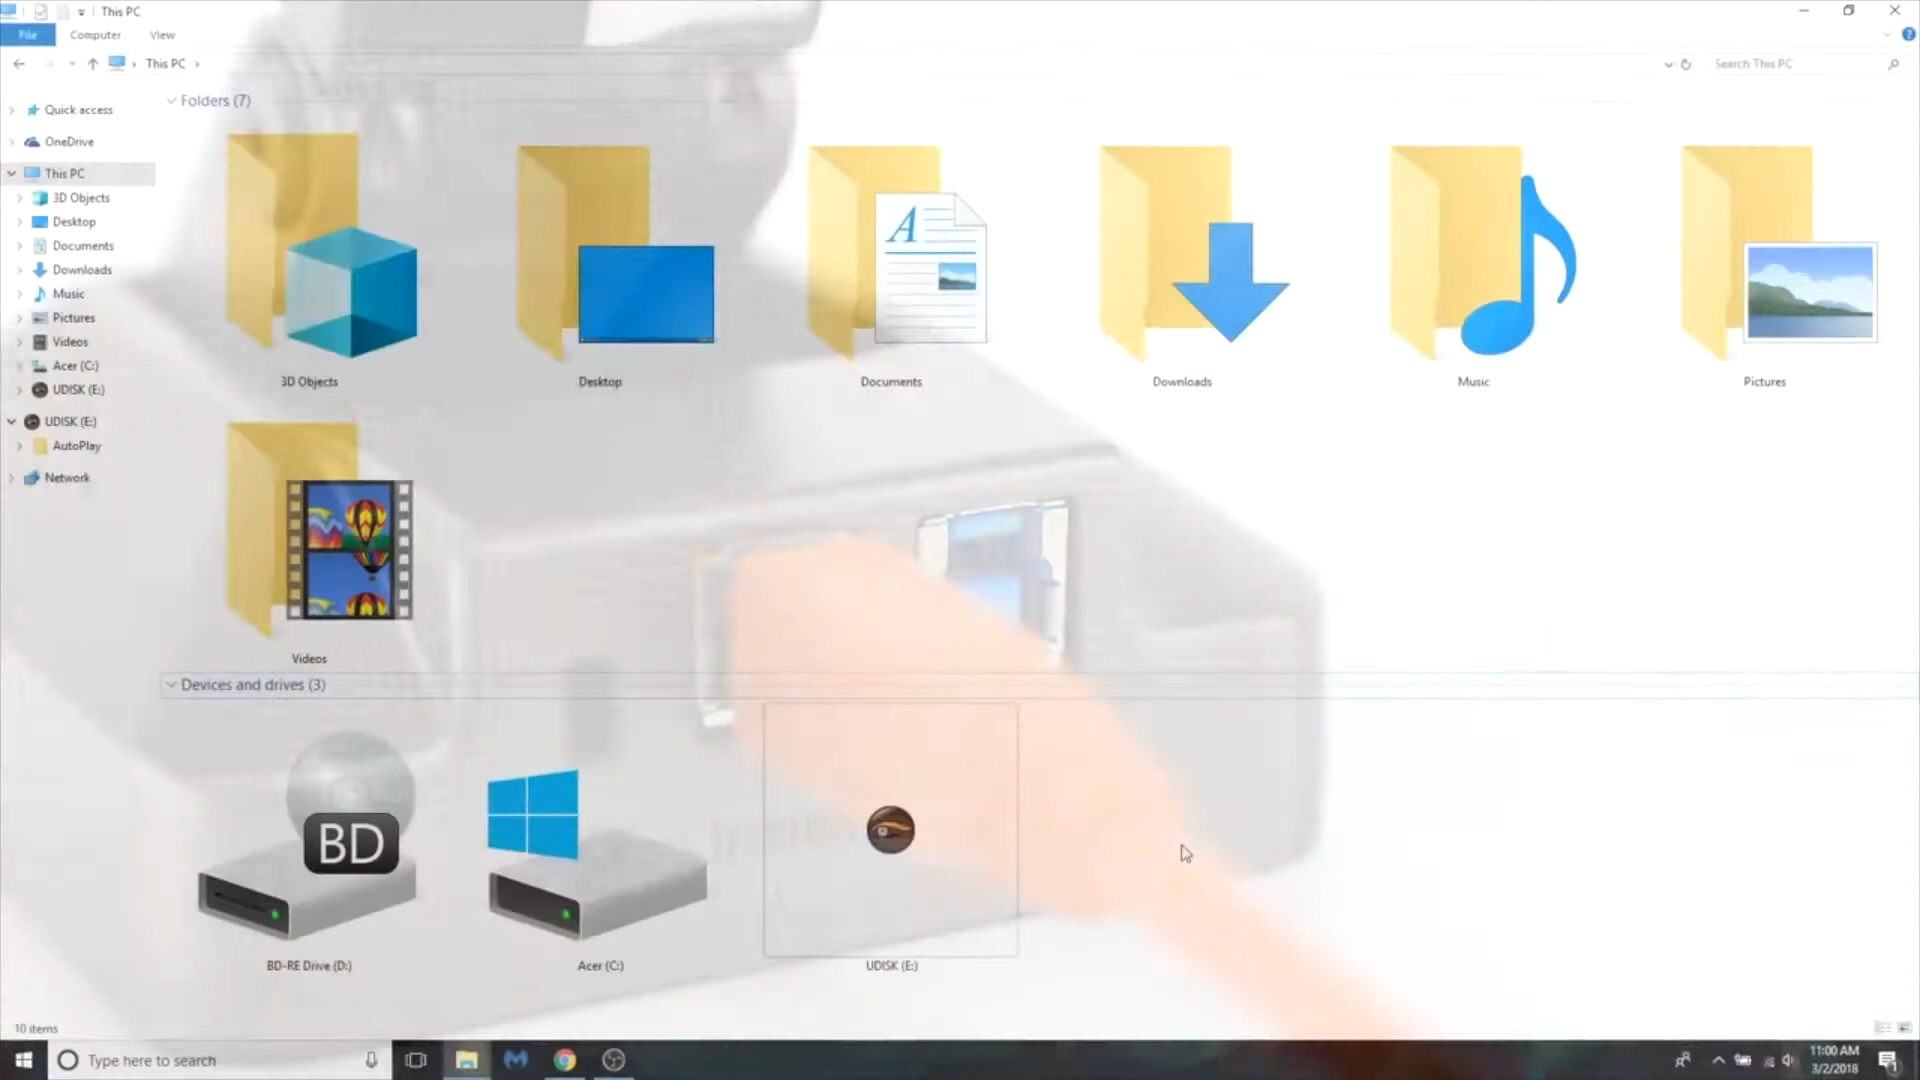 This PC
File
Computer
View
This PC
Search This PC
Quick access
OneDrive
This PC
3D Objects
Desktop
Documents
Downloads
Music
Pictures
Videos
Acer (C:)
UDISK (E:)
UDISK (E:)
AutoPlay
Network
Folders (7)
A
3D Objects
Desktop
Documents
Downloads
Music
Pictures
Videos
Devices and drives (3)
BD
BD-RE Drive (D:)
Acer (C:)
UDISK (E:)
10 items
Type here to search
11:00 AM
3/2/2018
1